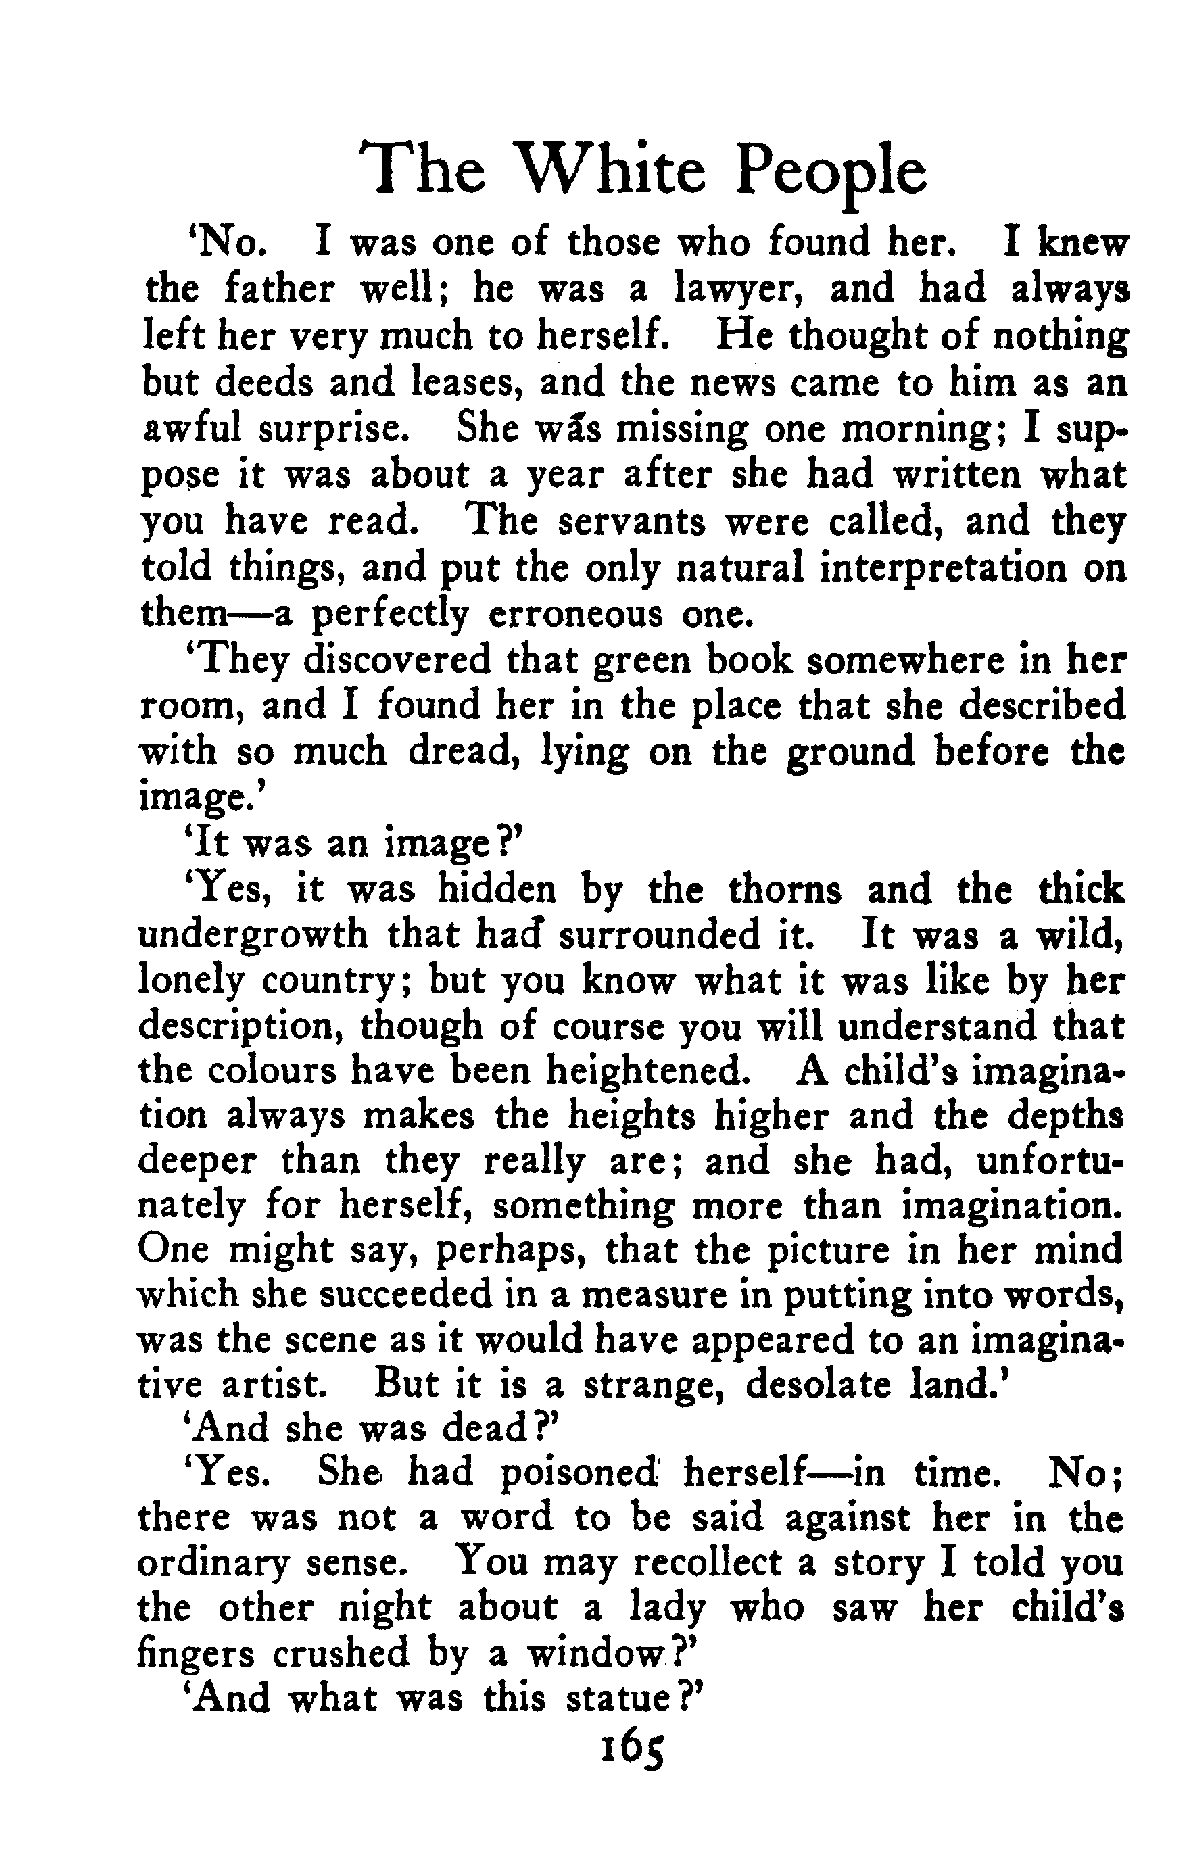 The White People
‘No. I was one of those who found her. I knew
the father well; he was a lawyer, and had always
left her very much to herself. He thought of nothing
but deeds and leases, and the news came to him as an
awful surprise. She was missing one morning; I sup-
pose it was about a year after she had written what
you have read. The servants were called, and they
told things, and put the only natural interpretation on
them—a perfectly erroneous one.
‘They discovered that green book somewhere in her
room, and I found her in the place that she described
with so much dread, lying on the ground before the
image.’
‘It was an image?’
‘Yes, it was hidden by the thorns and the thick
undergrowth that had surrounded it. It was a wild,
lonely country; but you know what it was like by her
description, though of course you will understand that
the colours have been heightened. A child’s imagina-
tion always makes the heights higher and the depths
deeper than they really are; and she had, unfortu-
nately for herself, something more than imagination.
One might say, perhaps, that the picture in her mind
which she succeeded in a measure in putting into words,
was the scene as it would have appeared to an imagina-
tive artist. But it is a strange, desolate land.’
‘And she was dead?’
‘Yes. She had poisoned herself—in time. No;
there was not a word to be said against her in the
ordinary sense. You may recollect a story I told you
the other night about a lady who saw her child’s
fingers crushed by a window?’
‘And what was this statue?’
165